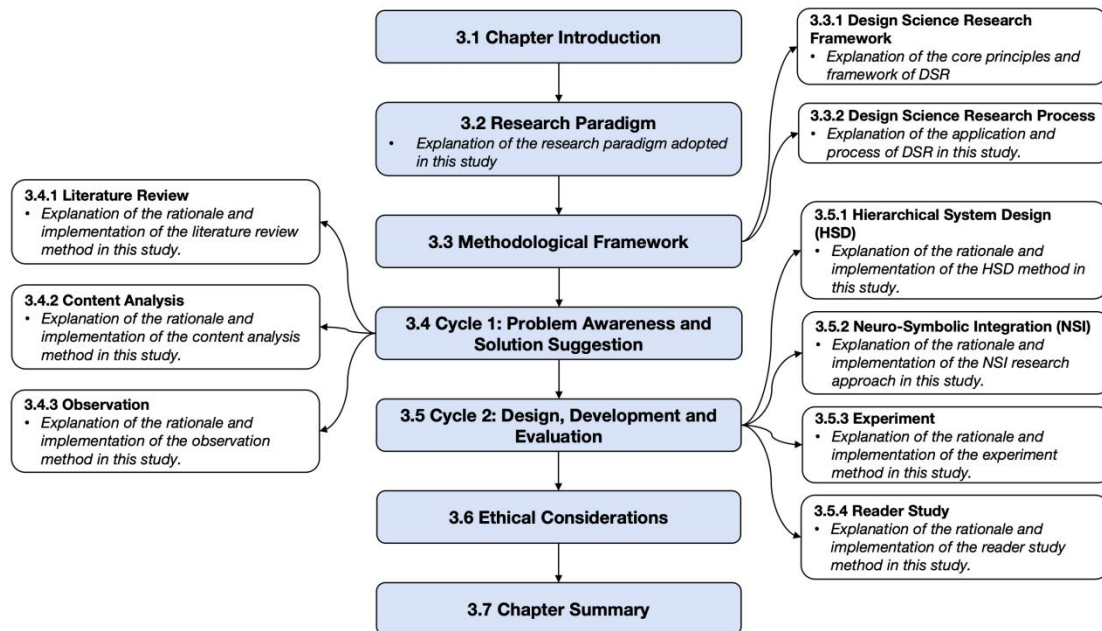 3.1 Chapter Introduction
3.2 Research Paradigm
• Explanation of the research paradigm adopted
in this study
3.3 Methodological Framework
3.3.1 Design Science Research
Framework
• Explanation of the core principles and
framework of DSR
3.3.2 Design Science Research Process
• Explanation of the application and
process of DSR in this study.
3.4 Cycle 1: Problem Awareness and
Solution Suggestion
3.4.1 Literature Review
• Explanation of the rationale and
implementation of the literature review
method in this study.
3.4.2 Content Analysis
• Explanation of the rationale and
implementation of the content analysis
method in this study.
3.4.3 Observation
• Explanation of the rationale and
implementation of the observation
method in this study.
3.5 Cycle 2: Design, Development and
Evaluation
3.5.1 Hierarchical System Design
(HSD)
• Explanation of the rationale and
implementation of the HSD method in
this study.
3.5.2 Neuro-Symbolic Integration (NSI)
• Explanation of the rationale and
implementation of the NSI research
approach in this study.
3.5.3 Experiment
• Explanation of the rationale and
implementation of the experiment
method in this study.
3.5.4 Reader Study
• Explanation of the rationale and
implementation of the reader study
method in this study.
3.6 Ethical Considerations
3.7 Chapter Summary